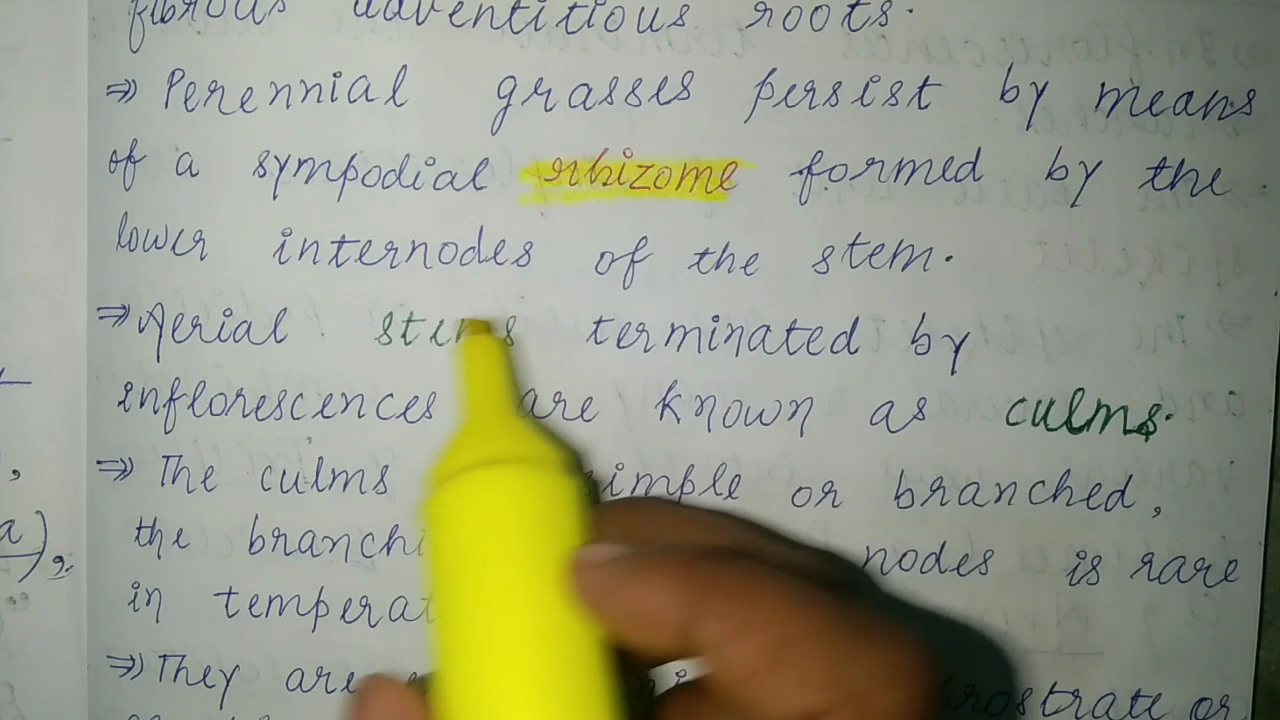 fibrous adventitious roots.
⇒ Perennial grasses persist by means
of a sympodial rhizome formed by the
lower internodes of the stem.
⇒ Aerial stems terminated by
inflorescences are known as culms.
⇒ The culms simple or branched,
the branchi nodes is rare
in temperat
⇒ They are prostrate or
a),